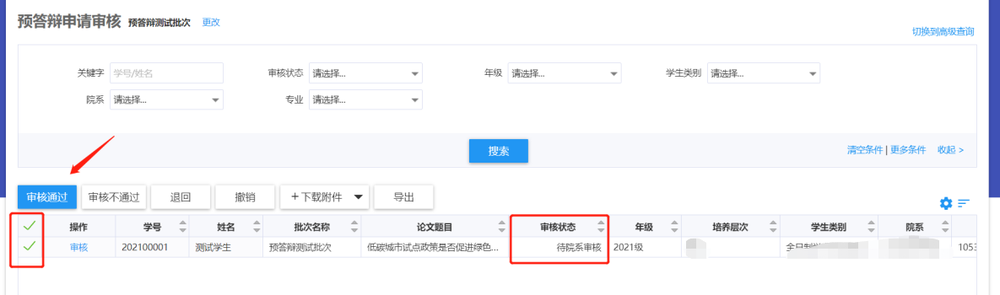 预答辩申请审核 预答辩测试批次 更改
切换到高级查询
关键字 学号/姓名 审核状态 请选择... 年级 请选择... 学生类别 请选择...
院系 请选择... 专业 请选择...
搜索 清空条件 | 更多条件 收起 >
审核通过 审核不通过 退回 撤销 +下载附件 导出
操作 学号 姓名 批次名称 论文题目 审核状态 年级 培养层次 学生类别 院系
审核 202100001 测试学生 预答辩测试批次 低碳城市试点政策是否促进绿色... 待院系审核 2021级 全日制 1053